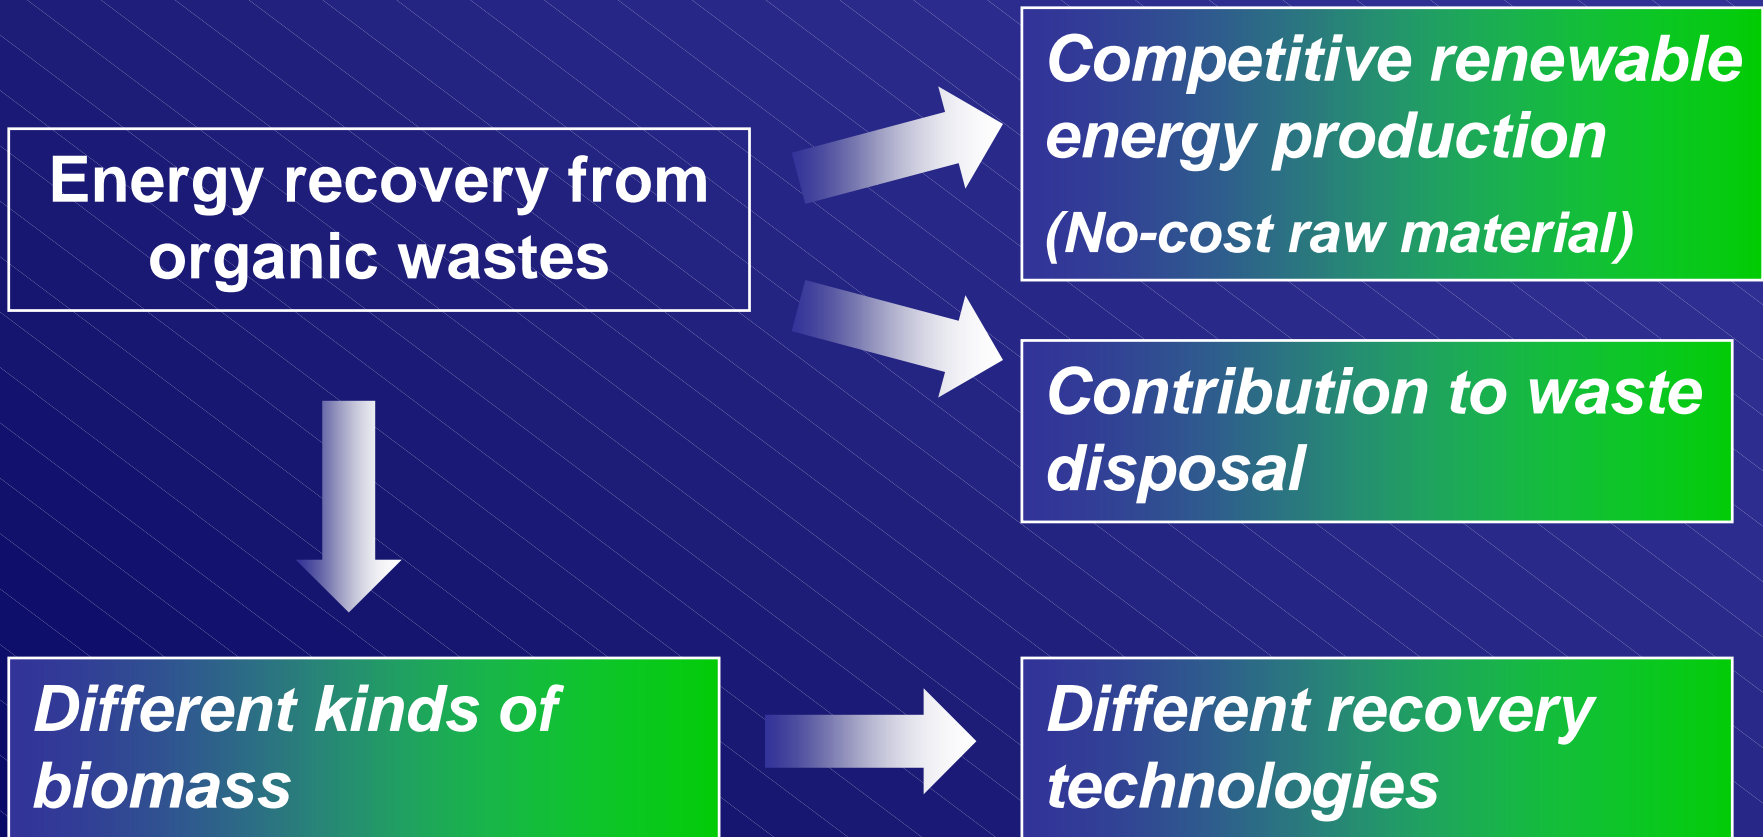 Energy recovery from
organic wastes
Competitive renewable
energy production
(No-cost raw material)
Contribution to waste
disposal
Different kinds of
biomass
Different recovery
technologies